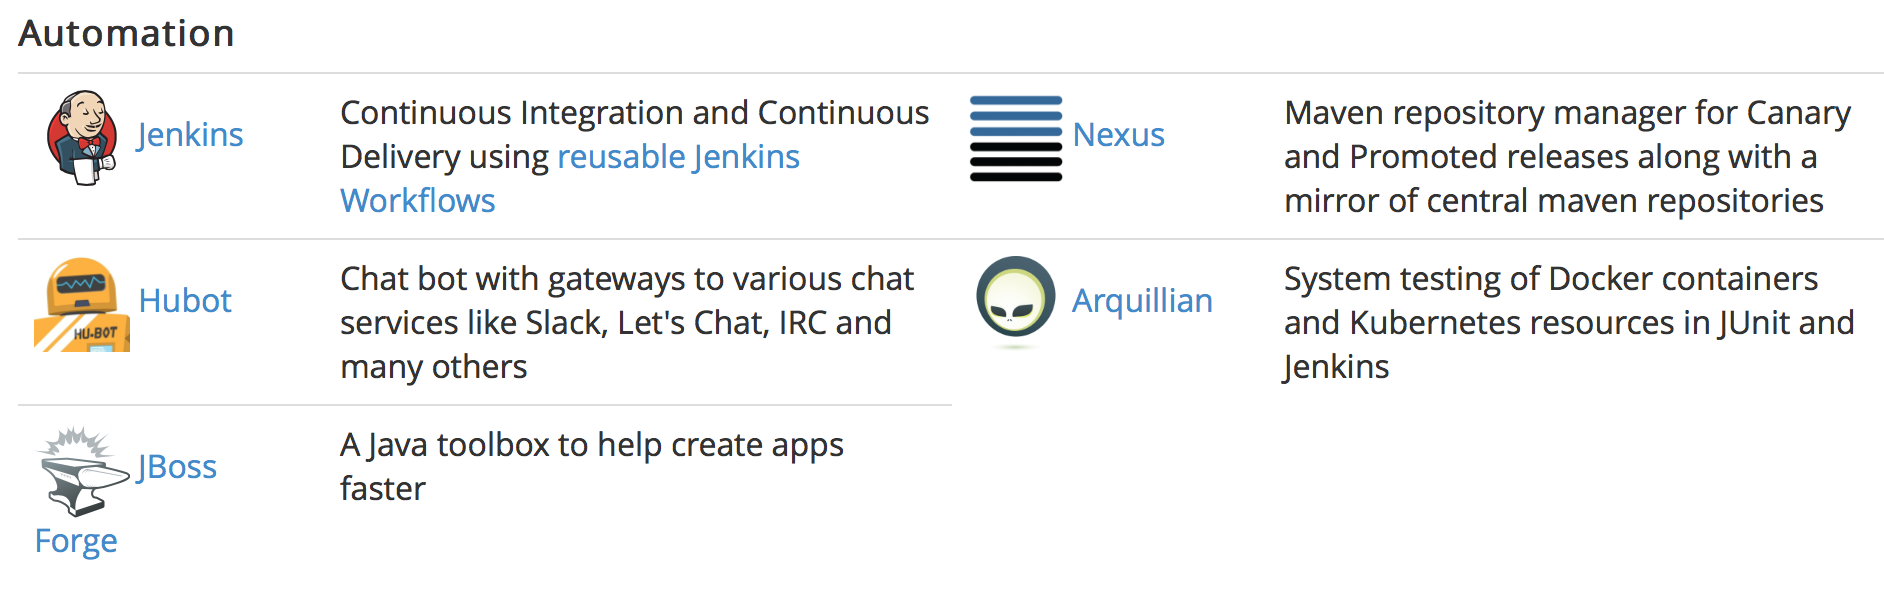 Automation
Jenkins
Continuous Integration and Continuous
Delivery using reusable Jenkins
Workflows
Nexus
Maven repository manager for Canary
and Promoted releases along with a
mirror of central maven repositories
HU-BOT
Hubot
Chat bot with gateways to various chat
services like Slack, Let's Chat, IRC and
many others
Arquillian
System testing of Docker containers
and Kubernetes resources in JUnit and
Jenkins
JBoss
Forge
A Java toolbox to help create apps
faster